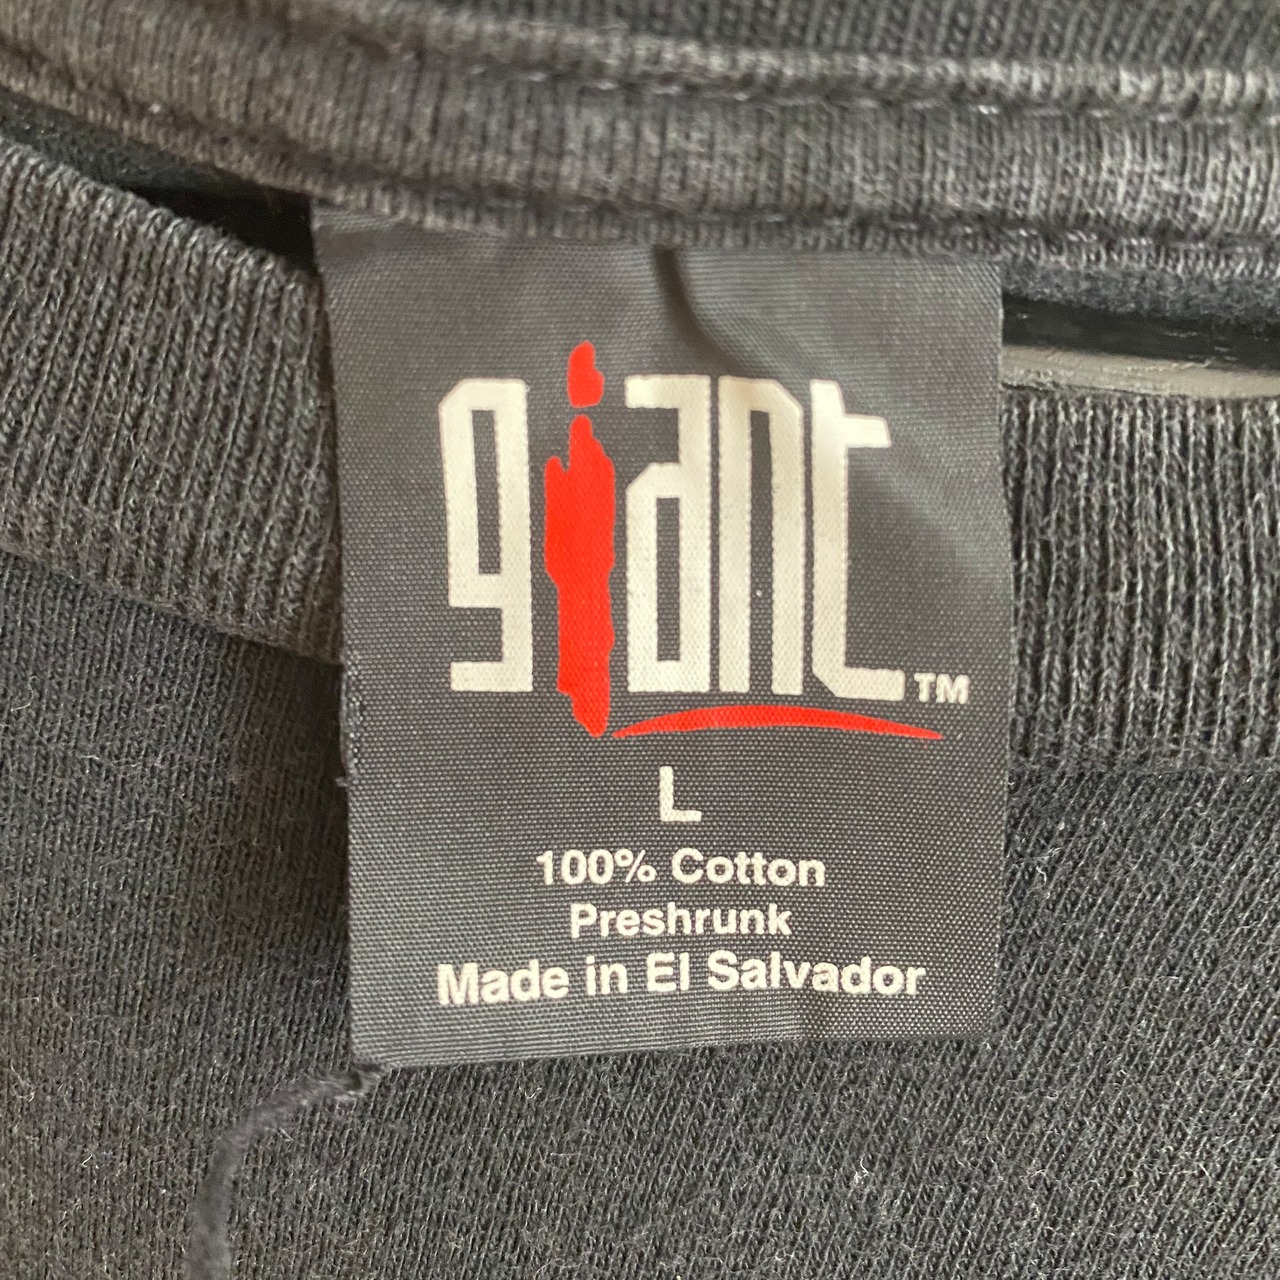 giant™
L
100% Cotton
Preshrunk
Made in El Salvador